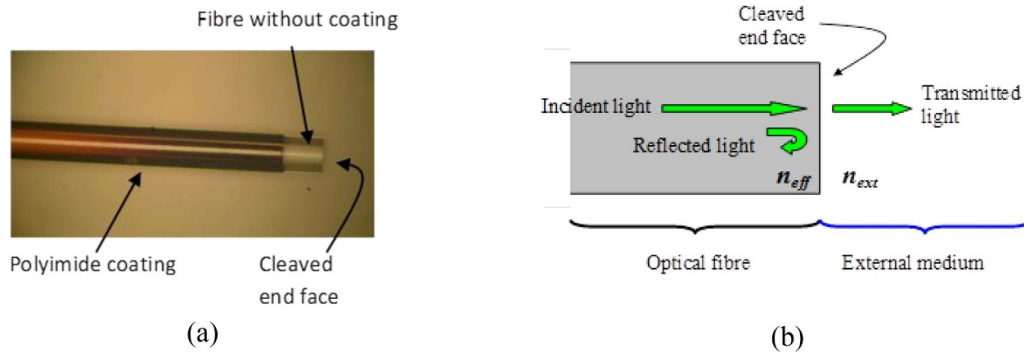 Fibre without coating
Polyimide coating
Cleaved
end face
(a)
Cleaved
end face
Incident light
Reflected light
Transmitted
light
n_eff
n_ext
Optical fibre
External medium
(b)